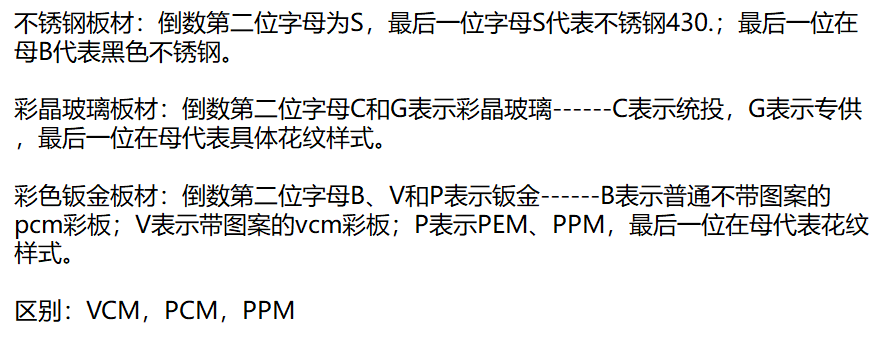 不锈钢板材：倒数第二位字母为S，最后一位字母S代表不锈钢430.；最后一位在
母B代表黑色不锈钢。
彩晶玻璃板材：倒数第二位字母C和G表示彩晶玻璃------C表示统投，G表示专供
，最后一位在母代表具体花纹样式。
彩色钣金板材：倒数第二位字母B、V和P表示钣金------B表示普通不带图案的
pcm彩板；V表示带图案的vcm彩板；P表示PEM、PPM，最后一位在母代表花纹
样式。
区别：VCM，PCM，PPM